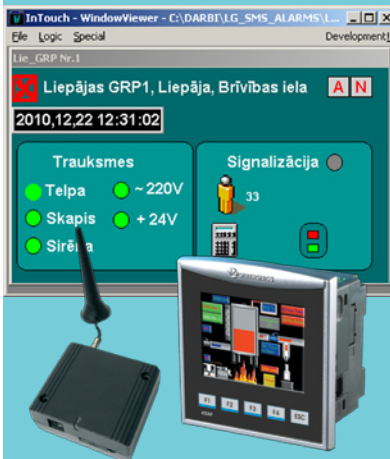 InTouch - WindowViewer - C:\DARBI\LG_SMS_ALARMS\L...
File Logic Special Development!
Lie_GRP Nr.1
Liepājas GRP1, Liepāja, Brīvības iela A N
2010,12,22 12:31:02
Trauksmes
Telpa ~220V
Skapis + 24V
Sirēna
Signalizācija
33
F1 F2 F3 F4 ESC